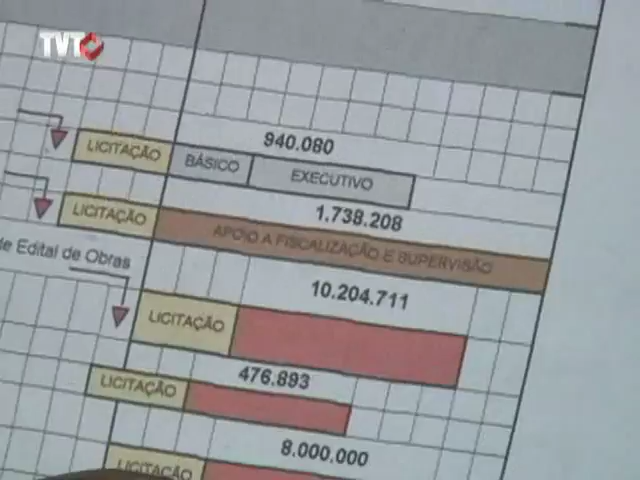 TVT
940.080
LICITAÇÃO BÁSICO EXECUTIVO
1.738.208
LICITAÇÃO APOIO A FISCALIZAÇÃO E SUPERVISÃO
de Edital de Obras
10.204.711
LICITAÇÃO
476.893
LICITAÇÃO
8.000.000
LICITAÇÃO